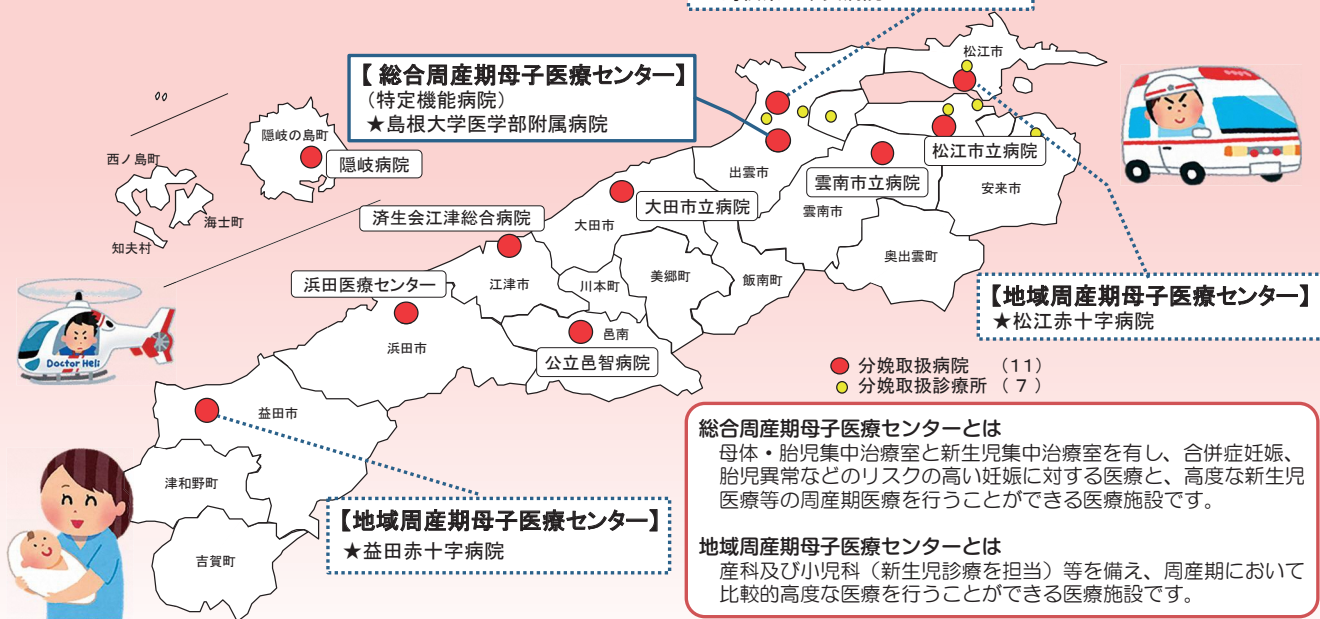 【総合周産期母子医療センター】
（特定機能病院）
★島根大学医学部附属病院
松江市
隠岐の島町
隠岐病院
西ノ島町
海士町
知夫村
出雲市
松江市立病院
雲南市立病院
安来市
雲南市
大田市立病院
大田市
済生会江津総合病院
奥出雲町
飯南町
美郷町
川本町
江津市
浜田医療センター
浜田市
邑南
公立邑智病院
【地域周産期母子医療センター】
★松江赤十字病院
Doctor Heli
分娩取扱病院 （11）
分娩取扱診療所 （７）
益田市
津和野町
吉賀町
【地域周産期母子医療センター】
★益田赤十字病院
総合周産期母子医療センターとは
母体・胎児集中治療室と新生児集中治療室を有し、合併症妊娠、
胎児異常などのリスクの高い妊娠に対する医療と、高度な新生児
医療等の周産期医療を行うことができる医療施設です。
地域周産期母子医療センターとは
産科及び小児科（新生児診療を担当）等を備え、周産期において
比較的高度な医療を行うことができる医療施設です。